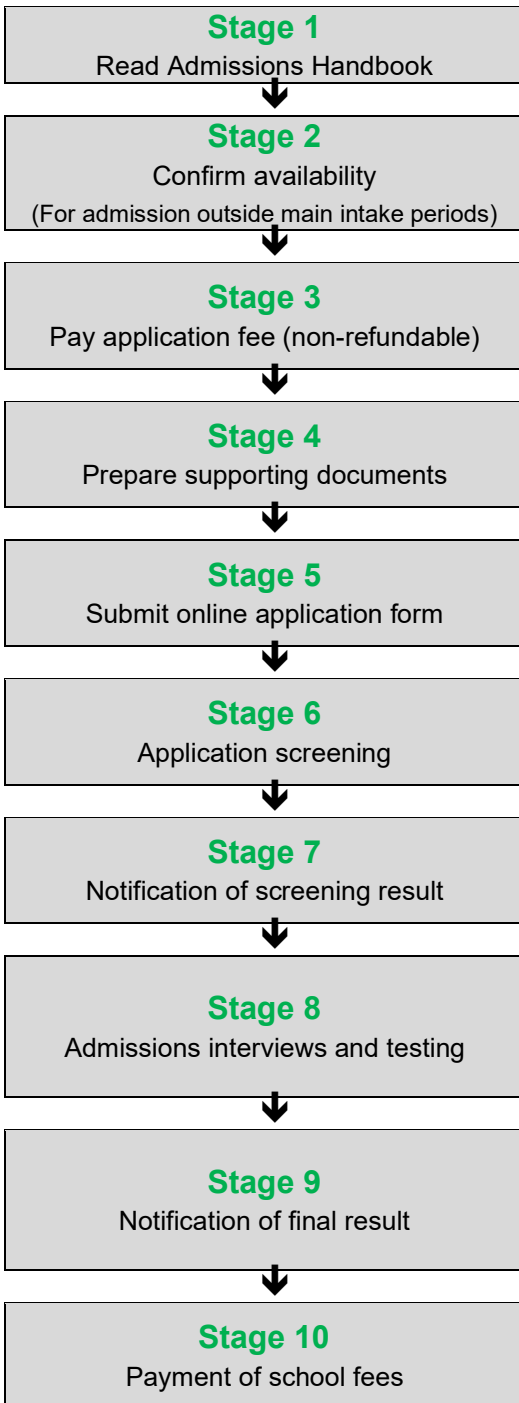 Stage 1
Read Admissions Handbook
Stage 2
Confirm availability
(For admission outside main intake periods)
Stage 3
Pay application fee (non-refundable)
Stage 4
Prepare supporting documents
Stage 5
Submit online application form
Stage 6
Application screening
Stage 7
Notification of screening result
Stage 8
Admissions interviews and testing
Stage 9
Notification of final result
Stage 10
Payment of school fees